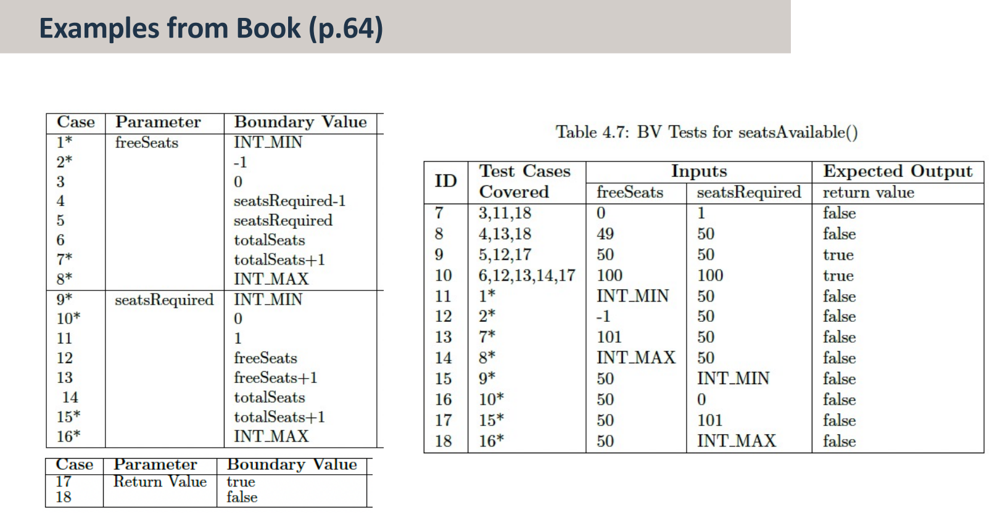 Examples from Book (p.64)
Case Parameter Boundary Value
1* freeSeats INT_MIN
2* -1
3 0
4 seatsRequired-1
5 seatsRequired
6 totalSeats
7* totalSeats+1
8* INT_MAX
9* seatsRequired INT_MIN
10* 0
11 1
12 freeSeats
13 freeSeats+1
14 totalSeats
15* totalSeats+1
16* INT_MAX
Case Parameter Boundary Value
17 Return Value true
18 false
Table 4.7: BV Tests for seatsAvailable()
ID Test Cases Covered Inputs Expected Output
freeSeats seatsRequired return value
7 3,11,18 0 1 false
8 4,13,18 49 50 false
9 5,12,17 50 50 true
10 6,12,13,14,17 100 100 true
11 1* INT_MIN 50 false
12 2* -1 50 false
13 7* 101 50 false
14 8* INT_MAX 50 false
15 9* 50 INT_MIN false
16 10* 50 0 false
17 15* 50 101 false
18 16* 50 INT_MAX false